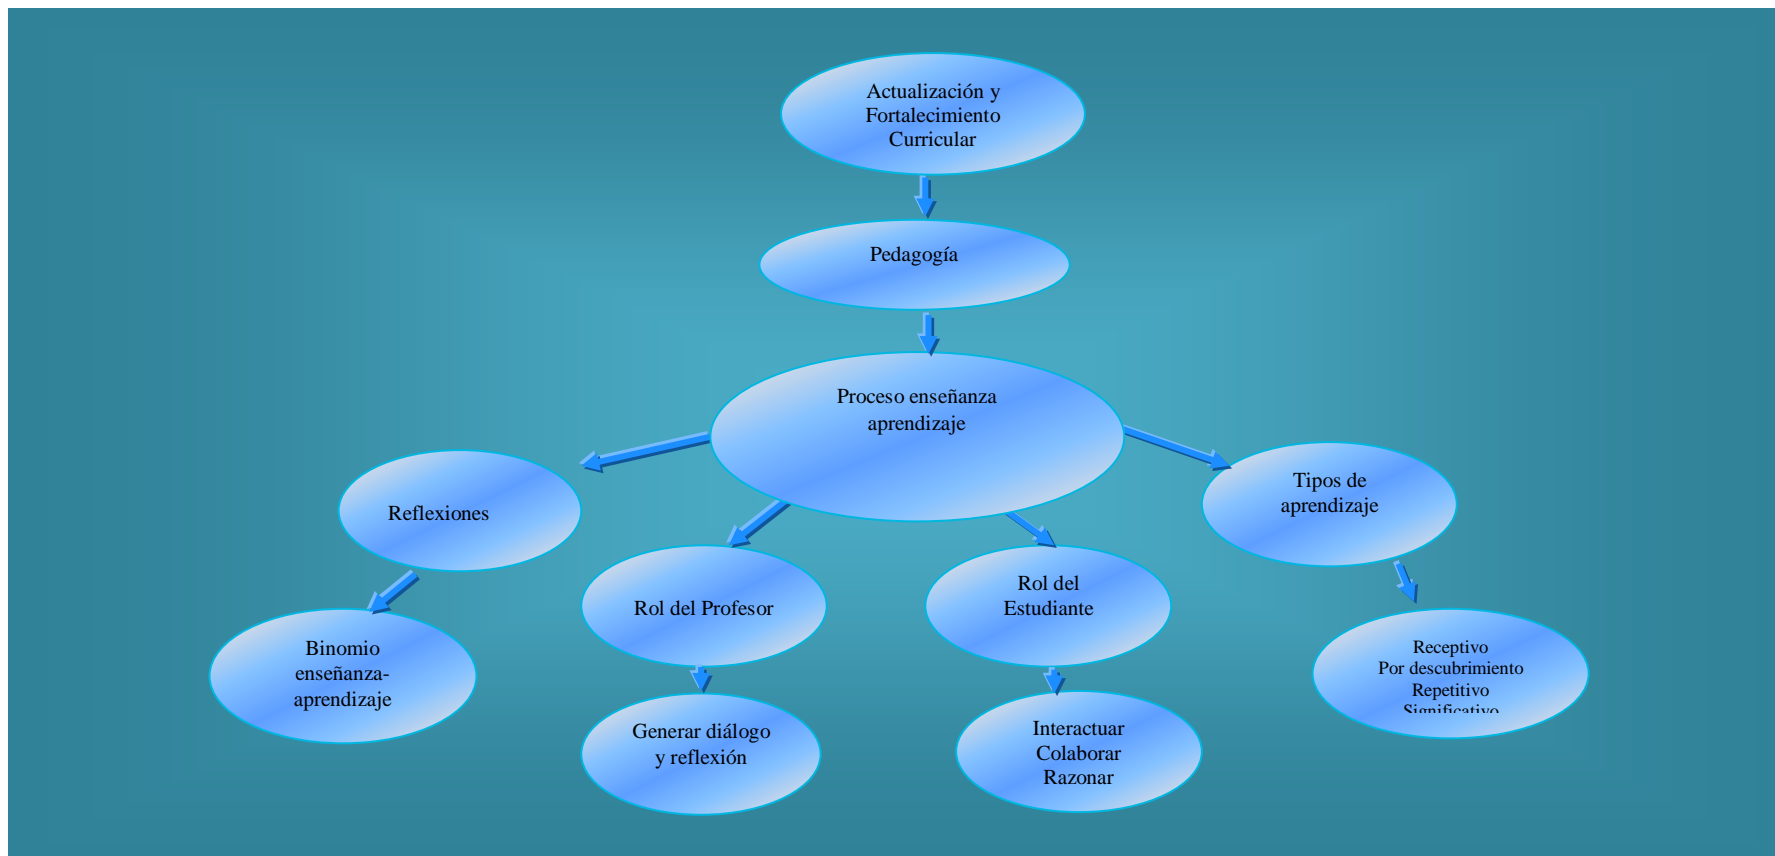 Actualización y
Fortalecimiento
Curricular
Pedagogía
Proceso enseñanza
aprendizaje
Reflexiones
Rol del Profesor
Rol del
Estudiante
Tipos de
aprendizaje
Binomio
enseñanza-
aprendizaje
Generar diálogo
y reflexión
Interactuar
Colaborar
Razonar
Receptivo
Por descubrimiento
Repetitivo
Significativo